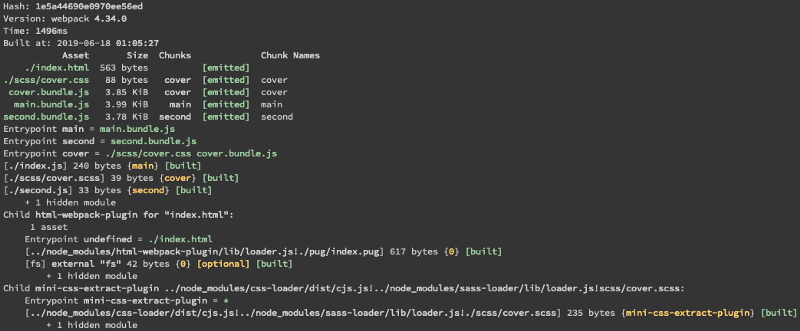 Hash: 1e5a44690e0970ee56ed
Version: webpack 4.34.0
Time: 1496ms
Built at: 2019-06-18 01:05:27
Asset Size Chunks Chunk Names
./index.html 563 bytes [emitted]
./scss/cover.css 88 bytes cover [emitted] cover
cover.bundle.js 3.85 KiB cover [emitted] cover
main.bundle.js 3.99 KiB main [emitted] main
second.bundle.js 3.78 KiB second [emitted] second
Entrypoint main = main.bundle.js
Entrypoint second = second.bundle.js
Entrypoint cover = ./scss/cover.css cover.bundle.js
[./index.js] 240 bytes {main} [built]
[./scss/cover.scss] 39 bytes {cover} [built]
[./second.js] 33 bytes {second} [built]
+ 1 hidden module
Child html-webpack-plugin for "index.html":
1 asset
Entrypoint undefined = ./index.html
[../node_modules/html-webpack-plugin/lib/loader.js!./pug/index.pug] 617 bytes {0} [built]
[fs] external "fs" 42 bytes {0} [optional] [built]
+ 1 hidden module
Child mini-css-extract-plugin ../node_modules/css-loader/dist/cjs.js!../node_modules/sass-loader/lib/loader.js!scss/cover.scss:
Entrypoint mini-css-extract-plugin = *
[../node_modules/css-loader/dist/cjs.js!../node_modules/sass-loader/lib/loader.js!./scss/cover.scss] 235 bytes {mini-css-extract-plugin} [built]
+ 1 hidden module